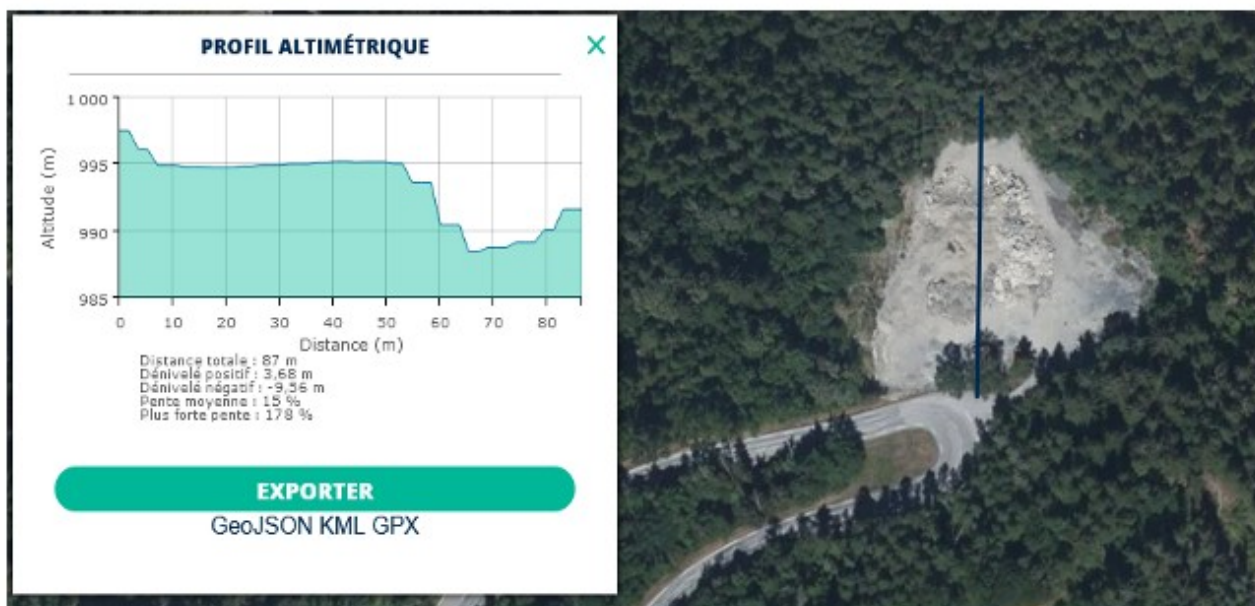 PROFIL ALTIMÉTRIQUE
×
1 000
995
990
985
Altitude (m)
0 10 20 30 40 50 60 70 80
Distance (m)
Distance totale : 87 m
Dénivelé positif : 3,68 m
Dénivelé négatif : -9,56 m
Pente moyenne : 15 %
Plus forte pente : 178 %
EXPORTER
GeoJSON KML GPX